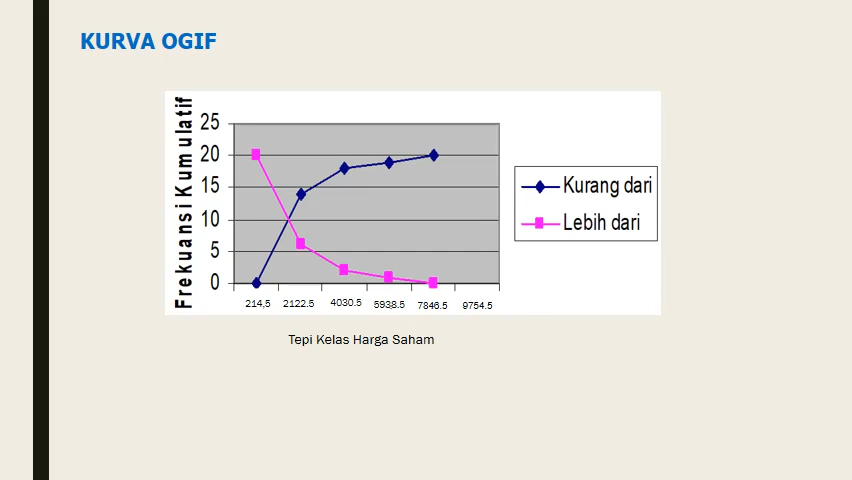 KURVA OGIF
Frekuansi Kumulatif
25
20
15
10
5
0
214,5 2122.5 4030.5 5938.5 7846.5 9754.5
Kurang dari
Lebih dari
Tepi Kelas Harga Saham